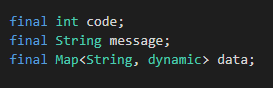 final int code;
final String message;
final Map<String, dynamic> data;